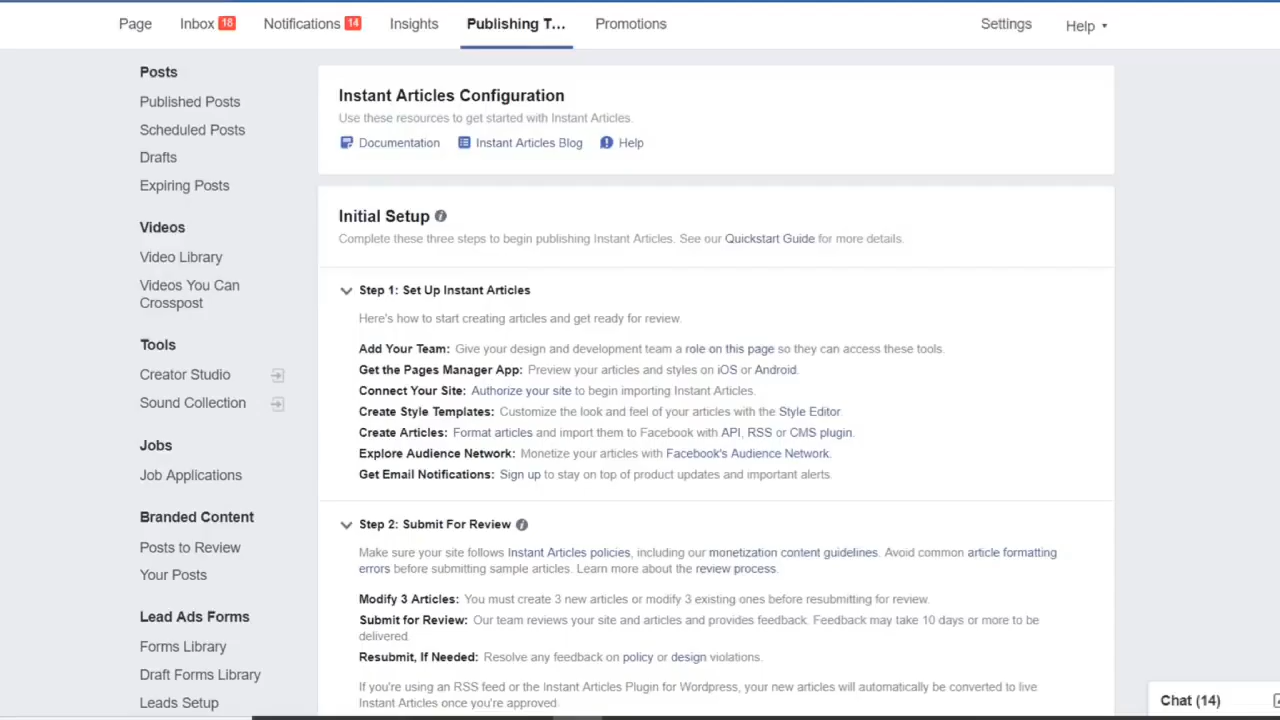 Page Inbox 18 Notifications 14 Insights Publishing T... Promotions Settings Help
Posts
Published Posts
Scheduled Posts
Drafts
Expiring Posts
Videos
Video Library
Videos You Can
Crosspost
Tools
Creator Studio
Sound Collection
Jobs
Job Applications
Branded Content
Posts to Review
Your Posts
Lead Ads Forms
Forms Library
Draft Forms Library
Leads Setup
Instant Articles Configuration
Use these resources to get started with Instant Articles.
Documentation Instant Articles Blog Help
Initial Setup
Complete these three steps to begin publishing Instant Articles. See our Quickstart Guide for more details.
Step 1: Set Up Instant Articles
Here's how to start creating articles and get ready for review.
Add Your Team: Give your design and development team a role on this page so they can access these tools.
Get the Pages Manager App: Preview your articles and styles on iOS or Android.
Connect Your Site: Authorize your site to begin importing Instant Articles.
Create Style Templates: Customize the look and feel of your articles with the Style Editor.
Create Articles: Format articles and import them to Facebook with API, RSS or CMS plugin.
Explore Audience Network: Monetize your articles with Facebook's Audience Network.
Get Email Notifications: Sign up to stay on top of product updates and important alerts.
Step 2: Submit For Review
Make sure your site follows Instant Articles policies, including our monetization content guidelines. Avoid common article formatting
errors before submitting sample articles. Learn more about the review process.
Modify 3 Articles: You must create 3 new articles or modify 3 existing ones before resubmitting for review.
Submit for Review: Our team reviews your site and articles and provides feedback. Feedback may take 10 days or more to be
delivered.
Resubmit, If Needed: Resolve any feedback on policy or design violations.
If you're using an RSS feed or the Instant Articles Plugin for Wordpress, your new articles will automatically be converted to live
Instant Articles once you're approved.
Chat (14)